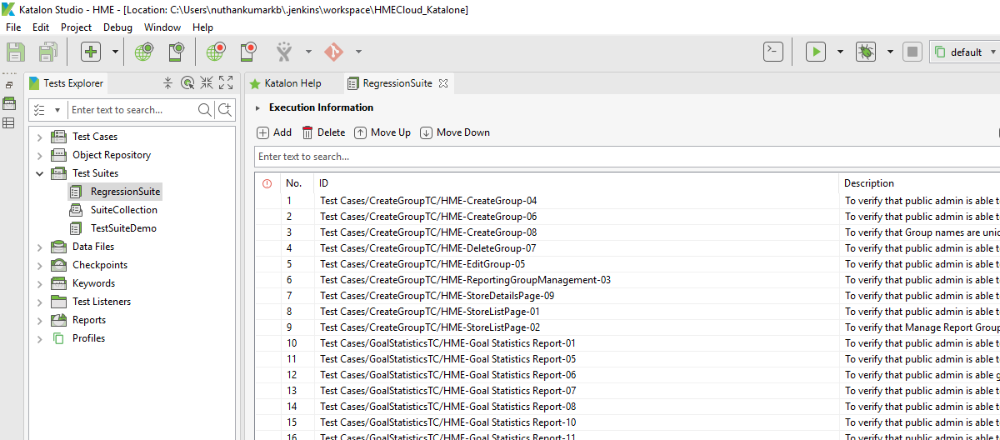 Katalon Studio - HME - [Location: C:\Users\nuthankumarkb\.jenkins\workspace\HMECloud_Katalone]
File Edit Project Debug Window Help
default
Tests Explorer
Katalon Help
RegressionSuite
Enter text to search...
Execution Information
Add Delete Move Up Move Down
Enter text to search...
Test Cases
Object Repository
Test Suites
RegressionSuite
SuiteCollection
TestSuiteDemo
Data Files
Checkpoints
Keywords
Test Listeners
Reports
Profiles
No. ID Description
1 Test Cases/CreateGroupTC/HME-CreateGroup-04 To verify that public admin is able to
2 Test Cases/CreateGroupTC/HME-CreateGroup-06 To verify that public admin is able to
3 Test Cases/CreateGroupTC/HME-CreateGroup-08 To verify that Group names are
4 Test Cases/CreateGroupTC/HME-DeleteGroup-07 To verify that public admin is able to
5 Test Cases/CreateGroupTC/HME-EditGroup-05 To verify that public admin is able to
6 Test Cases/CreateGroupTC/HME-ReportingGroupManagement-03 To verify that public admin is able to
7 Test Cases/CreateGroupTC/HME-StoreDetailsPage-09 To verify that public admin is able to
8 Test Cases/CreateGroupTC/HME-StoreListPage-01 To verify that public admin is able to
9 Test Cases/CreateGroupTC/HME-StoreListPage-02 To verify that Manage Report Group
10 Test Cases/GoalStatisticsTC/HME-Goal Statistics Report-01 To verify that public admin is able to
11 Test Cases/GoalStatisticsTC/HME-Goal Statistics Report-05 To verify that public admin is able to
12 Test Cases/GoalStatisticsTC/HME-Goal Statistics Report-06 To verify that public admin is able g
13 Test Cases/GoalStatisticsTC/HME-Goal Statistics Report-07 To verify that public admin is able to
14 Test Cases/GoalStatisticsTC/HME-Goal Statistics Report-08 To verify that public admin is able to
15 Test Cases/GoalStatisticsTC/HME-Goal Statistics Report-10 To verify that public admin is able to
16 Test Cases/GoalStatisticsTC/HME-Goal Statistics Report-11 To verify that public admin is able to